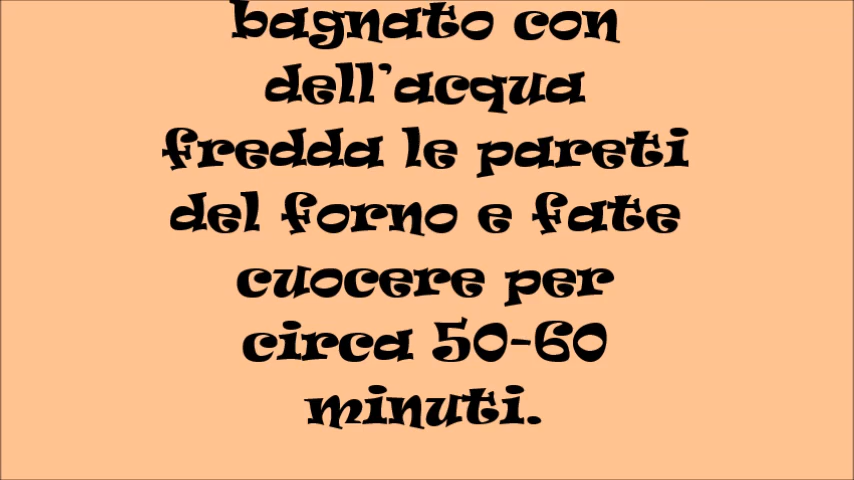 bagnato con
dell'acqua
fredda le pareti
del forno e fate
cuocere per
circa 50-60
minuti.